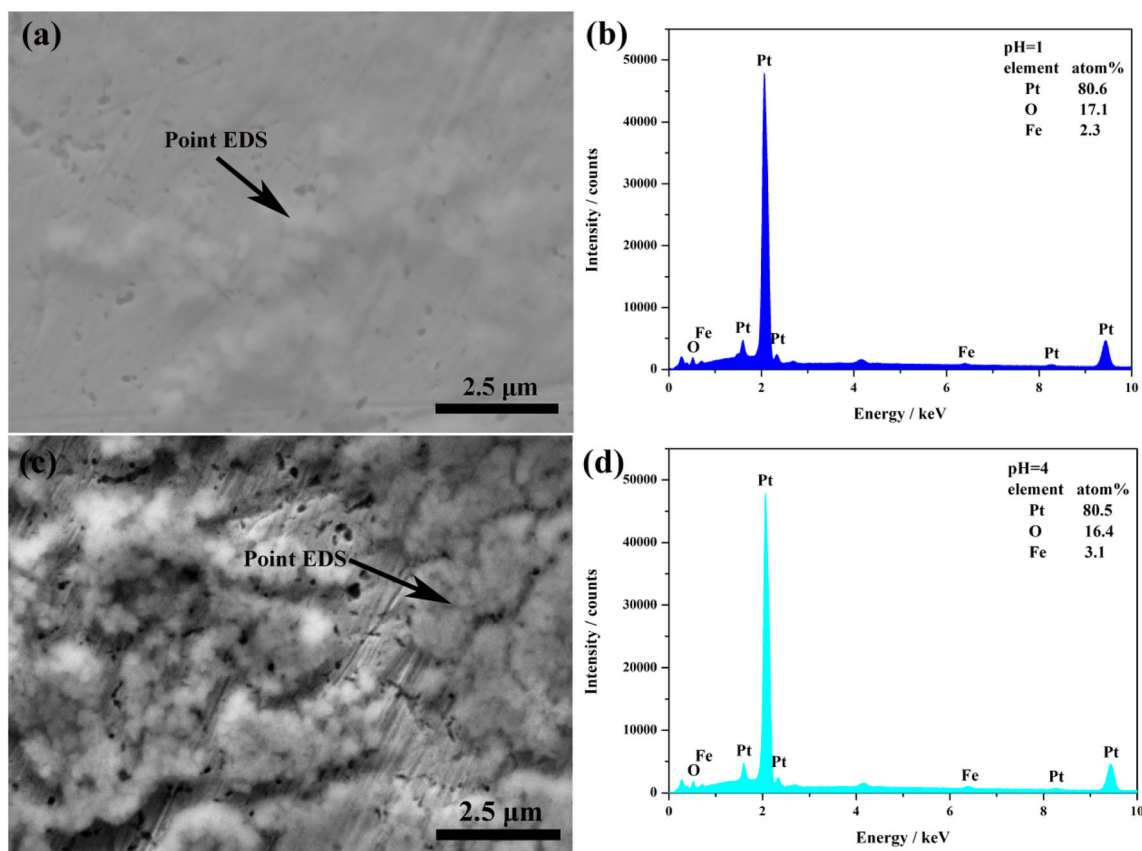 (a)
Point EDS
2.5 μm
(b)
50000
40000
30000
20000
10000
0
Intensity / counts
pH=1
element atom%
Pt 80.6
O 17.1
Fe 2.3
Pt
Fe
O
Pt
Pt
Fe
Pt
Pt
0 2 4 6 8 10
Energy / keV
(c)
Point EDS
2.5 μm
(d)
50000
40000
30000
20000
10000
0
Intensity / counts
pH=4
element atom%
Pt 80.5
O 16.4
Fe 3.1
Pt
Fe
O
Pt
Pt
Fe
Pt
Pt
0 2 4 6 8 10
Energy / keV